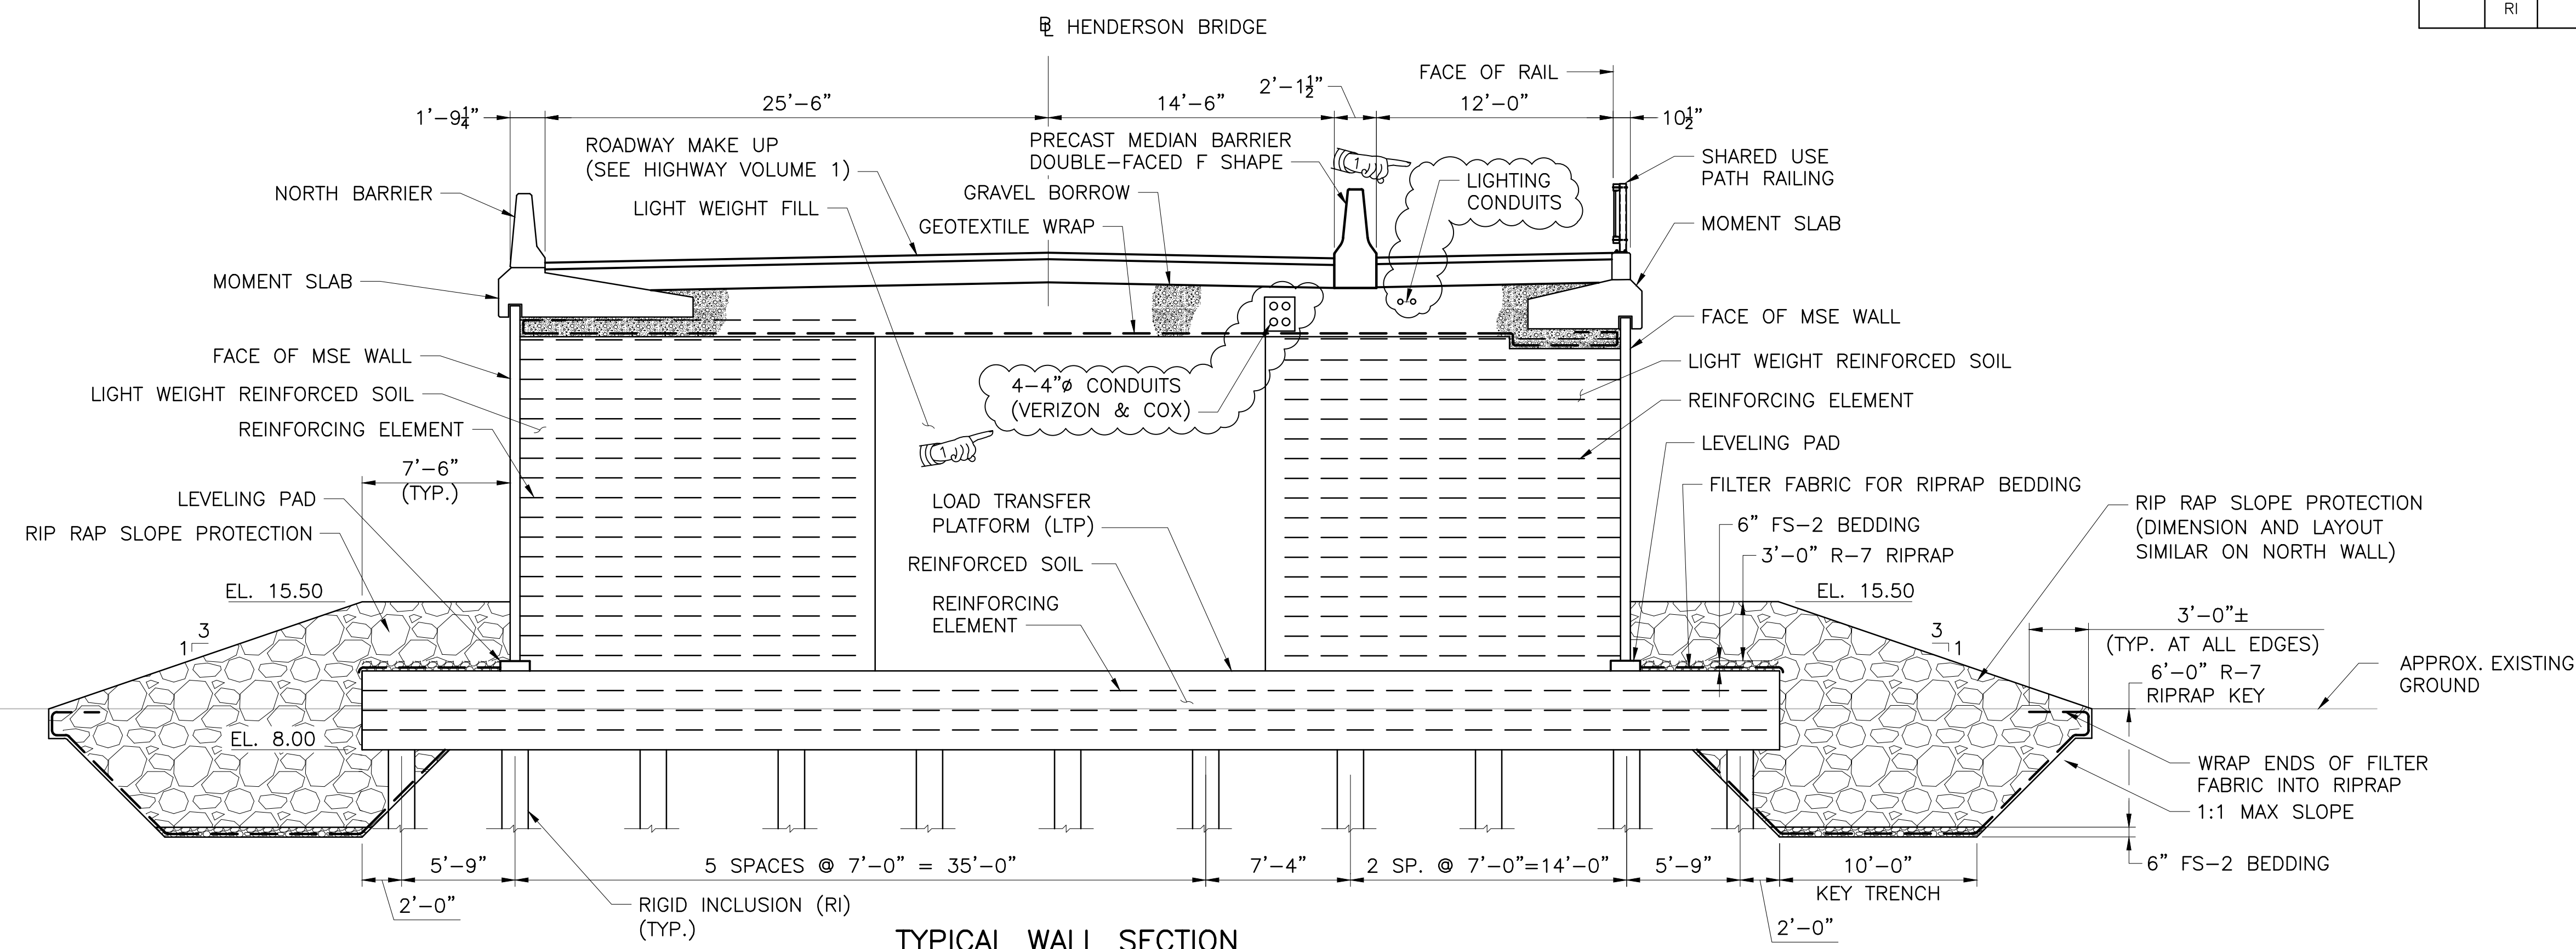 RI
℄ HENDERSON BRIDGE
FACE OF RAIL
1'-9 1/4"
25'-6"
14'-6"
2'-1 1/2"
12'-0"
10 1/2"
ROADWAY MAKE UP
(SEE HIGHWAY VOLUME 1)
PRECAST MEDIAN BARRIER
DOUBLE-FACED F SHAPE
1
LIGHTING
CONDUITS
SHARED USE
PATH RAILING
NORTH BARRIER
LIGHT WEIGHT FILL
GRAVEL BORROW
GEOTEXTILE WRAP
MOMENT SLAB
MOMENT SLAB
FACE OF MSE WALL
FACE OF MSE WALL
LIGHT WEIGHT REINFORCED SOIL
LIGHT WEIGHT REINFORCED SOIL
4-4"ø CONDUITS
(VERIZON & COX)
1
REINFORCING ELEMENT
REINFORCING ELEMENT
LEVELING PAD
7'-6"
(TYP.)
LEVELING PAD
RIP RAP SLOPE PROTECTION
LOAD TRANSFER
PLATFORM (LTP)
REINFORCED SOIL
REINFORCING
ELEMENT
FILTER FABRIC FOR RIPRAP BEDDING
6" FS-2 BEDDING
3'-0" R-7 RIPRAP
RIP RAP SLOPE PROTECTION
(DIMENSION AND LAYOUT
SIMILAR ON NORTH WALL)
EL. 15.50
EL. 15.50
3
1
3
1
3'-0"±
(TYP. AT ALL EDGES)
6'-0" R-7
RIPRAP KEY
APPROX. EXISTING
GROUND
EL. 8.00
WRAP ENDS OF FILTER
FABRIC INTO RIPRAP
1:1 MAX SLOPE
6" FS-2 BEDDING
5'-9"
5 SPACES @ 7'-0" = 35'-0"
7'-4"
2 SP. @ 7'-0"=14'-0"
5'-9"
10'-0"
KEY TRENCH
2'-0"
RIGID INCLUSION (RI)
(TYP.)
2'-0"
TYPICAL WALL SECTION